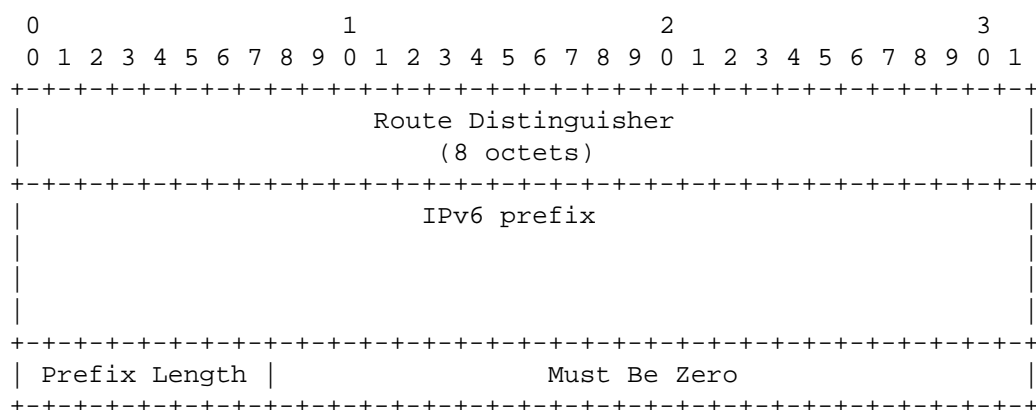 0                   1                   2                   3
 0 1 2 3 4 5 6 7 8 9 0 1 2 3 4 5 6 7 8 9 0 1 2 3 4 5 6 7 8 9 0 1
+-+-+-+-+-+-+-+-+-+-+-+-+-+-+-+-+-+-+-+-+-+-+-+-+-+-+-+-+-+-+-+-+
|                      Route Distinguisher                      |
|                          (8 octets)                           |
+-+-+-+-+-+-+-+-+-+-+-+-+-+-+-+-+-+-+-+-+-+-+-+-+-+-+-+-+-+-+-+-+
|                         IPv6 prefix                           |
|                                                               |
|                                                               |
|                                                               |
+-+-+-+-+-+-+-+-+-+-+-+-+-+-+-+-+-+-+-+-+-+-+-+-+-+-+-+-+-+-+-+-+
| Prefix Length |                 Must Be Zero                  |
+-+-+-+-+-+-+-+-+-+-+-+-+-+-+-+-+-+-+-+-+-+-+-+-+-+-+-+-+-+-+-+-+